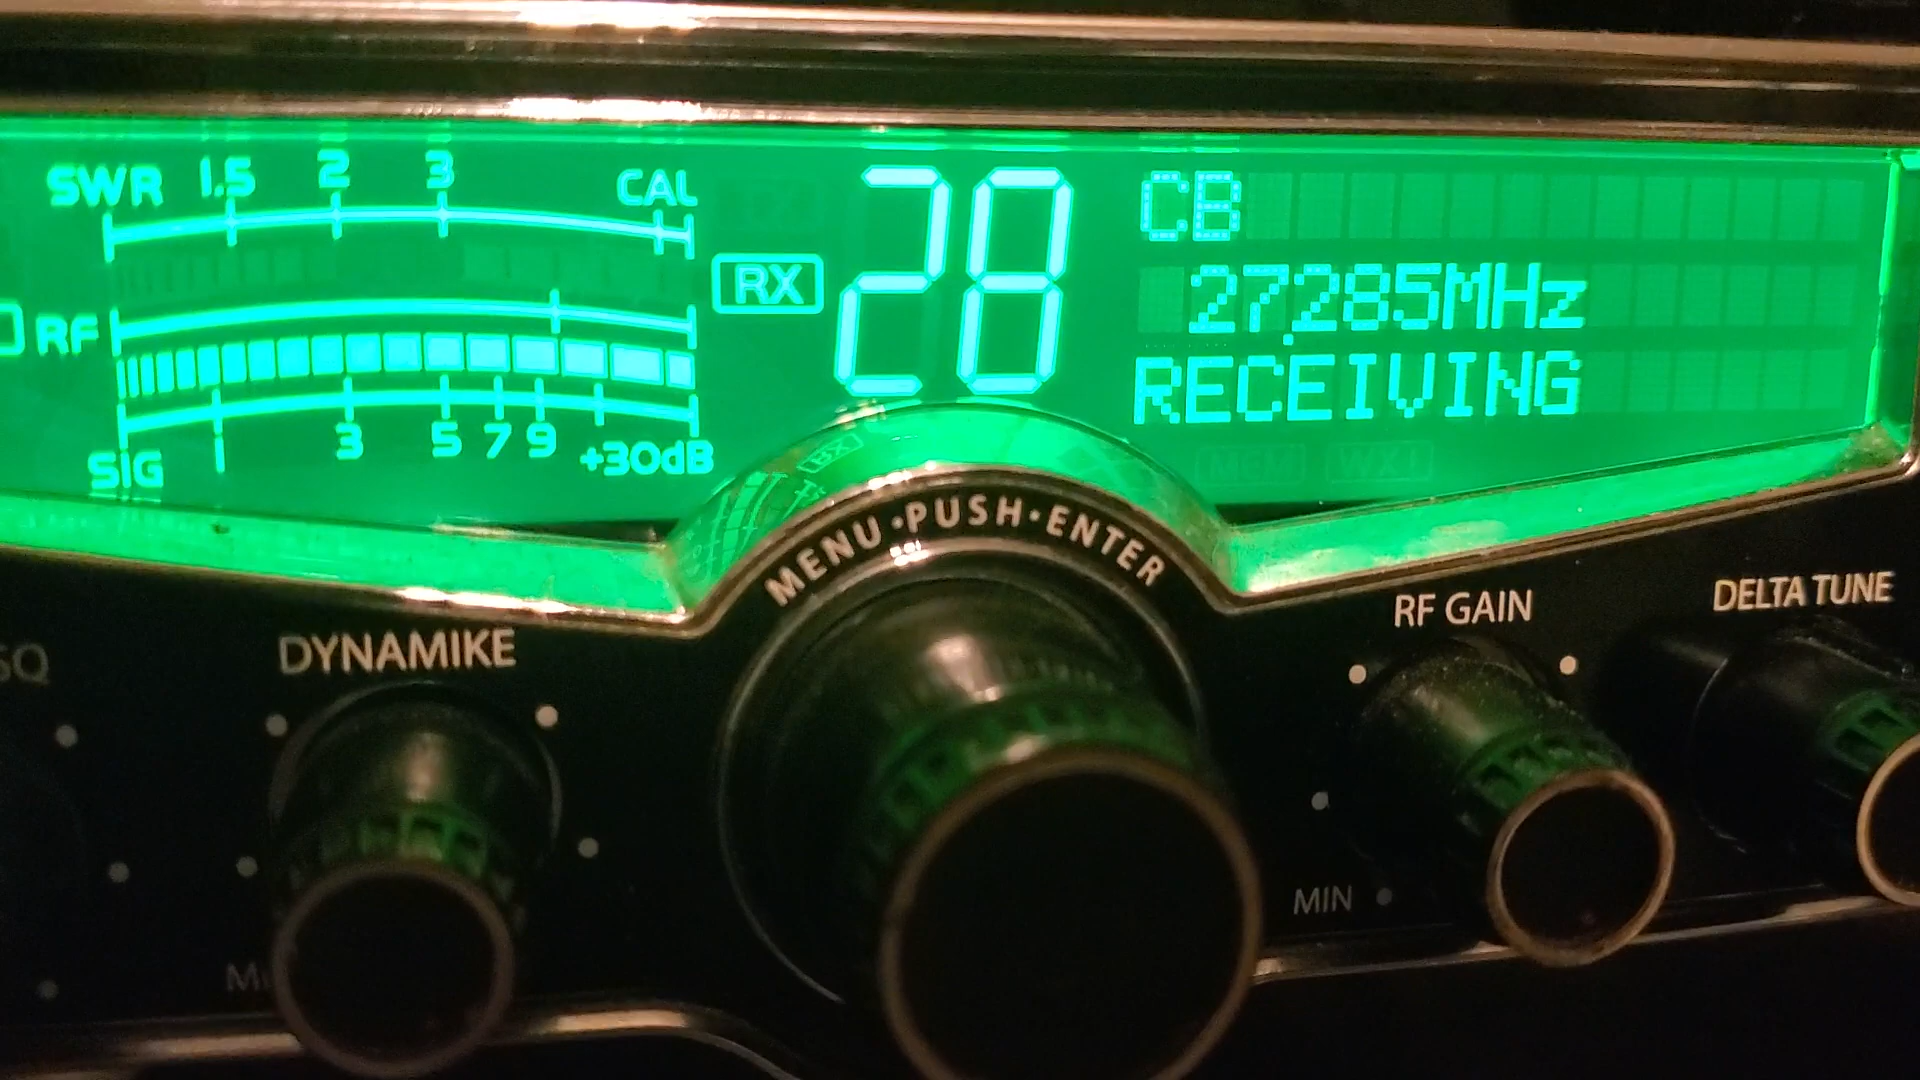 SWR 1.5 2 3 CAL
RF
SIG 1 3 5 7 9 +30dB
RX
28
CB
27.285MHz
RECEIVING
MENU•PUSH•ENTER
SQ
DYNAMIKE
RF GAIN
DELTA TUNE
MIN